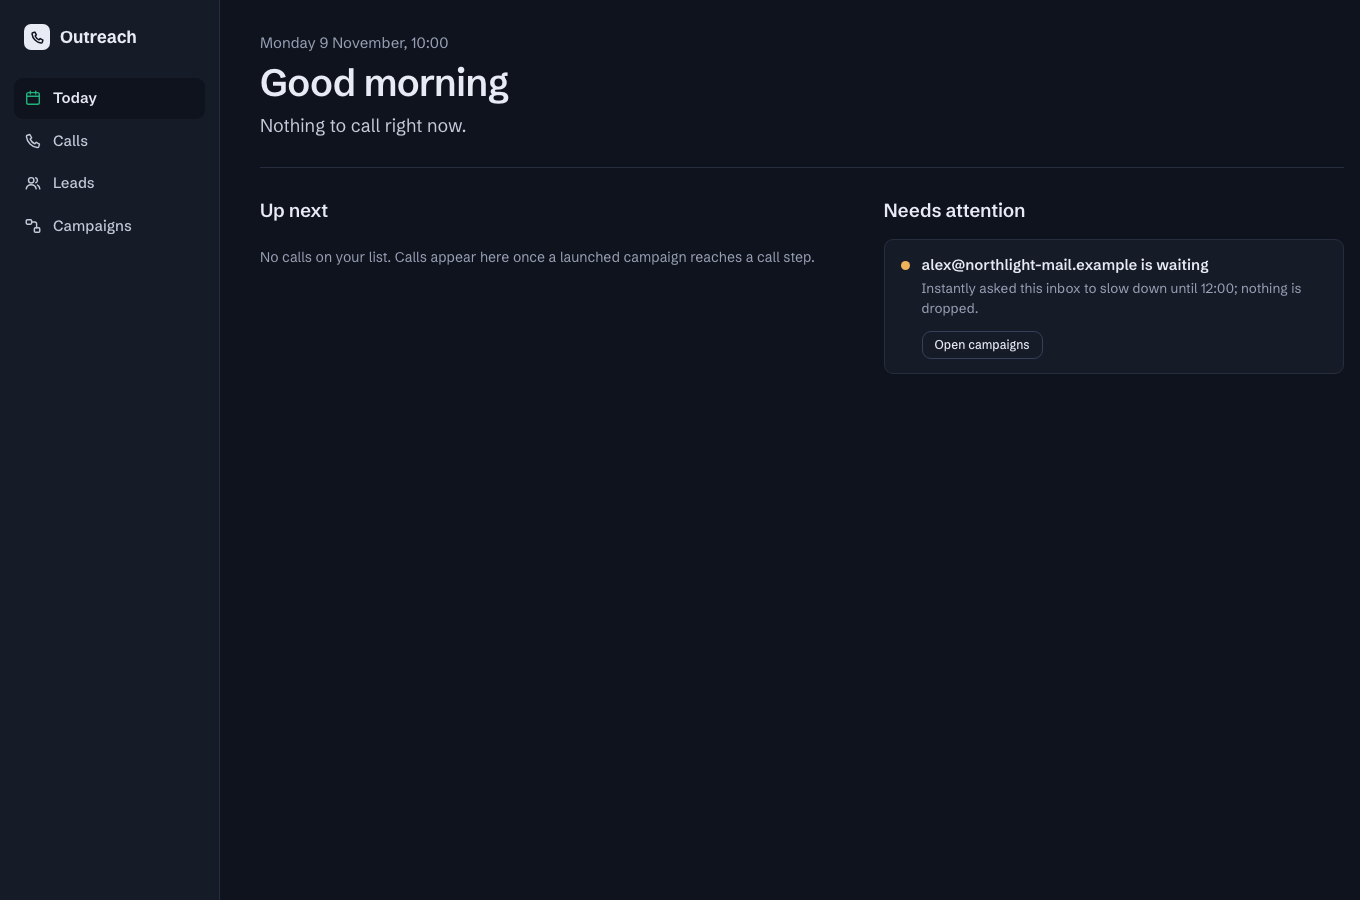 Outreach
Today
Calls
Leads
Campaigns
Monday 9 November, 10:00
Good morning
Nothing to call right now.
Up next
No calls on your list. Calls appear here once a launched campaign reaches a call step.
Needs attention
alex@northlight-mail.example is waiting
Instantly asked this inbox to slow down until 12:00; nothing is
dropped.
Open campaigns